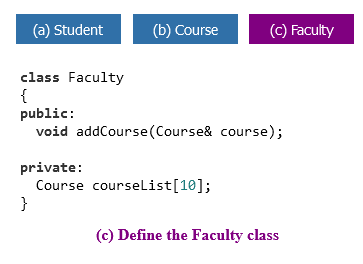 (a) Student (b) Course (c) Faculty
class Faculty
{
public:
  void addCourse(Course& course);

private:
  Course courseList[10];
}
(c) Define the Faculty class